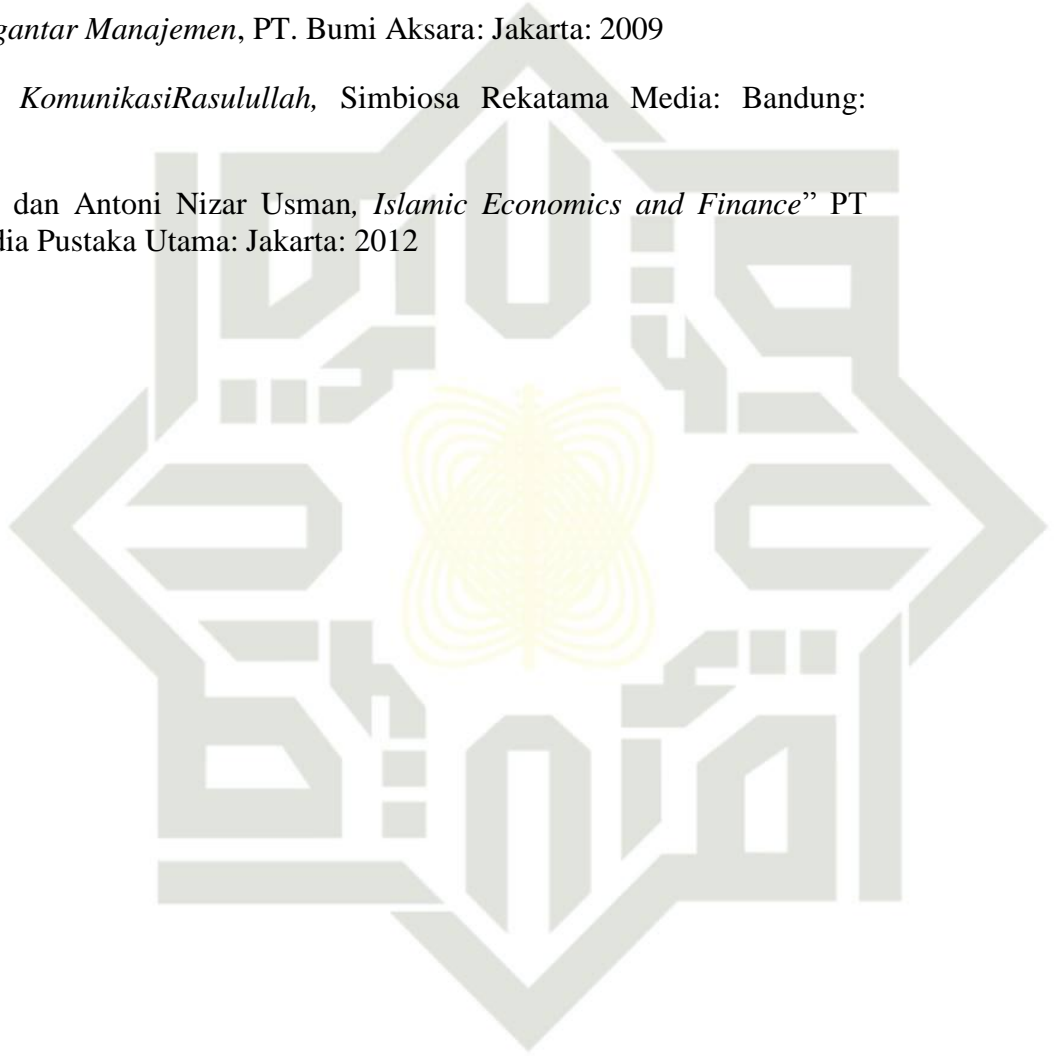 gantar Manajemen, PT. Bumi Aksara: Jakarta: 2009
KomunikasiRasulullah, Simbiosa Rekatama Media: Bandung:
dan Antoni Nizar Usman, Islamic Economics and Finance” PT
dia Pustaka Utama: Jakarta: 2012